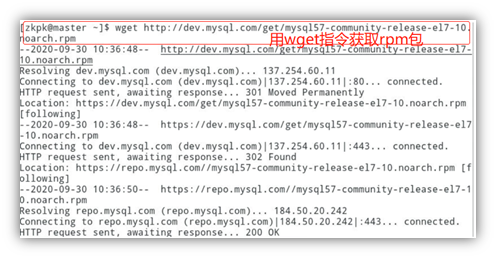 [zkpk@master ~]$ wget http://dev.mysql.com/get/mysql57-community-release-el7-10.
noarch.rpm
用wget指令获取rpm包
--2020-09-30 10:36:48--  http://dev.mysql.com/get/mysql57-community-release-el7-
10.noarch.rpm
Resolving dev.mysql.com (dev.mysql.com)... 137.254.60.11
Connecting to dev.mysql.com (dev.mysql.com)|137.254.60.11|:80... connected.
HTTP request sent, awaiting response... 301 Moved Permanently
Location: https://dev.mysql.com/get/mysql57-community-release-el7-10.noarch.rpm
[following]
--2020-09-30 10:36:48--  https://dev.mysql.com/get/mysql57-community-release-el7
-10.noarch.rpm
Connecting to dev.mysql.com (dev.mysql.com)|137.254.60.11|:443... connected.
HTTP request sent, awaiting response... 302 Found
Location: https://repo.mysql.com//mysql57-community-release-el7-10.noarch.rpm [f
ollowing]
--2020-09-30 10:36:50--  https://repo.mysql.com//mysql57-community-release-el7-1
0.noarch.rpm
Resolving repo.mysql.com (repo.mysql.com)... 184.50.20.242
Connecting to repo.mysql.com (repo.mysql.com)|184.50.20.242|:443... connected.
HTTP request sent, awaiting response... 200 OK